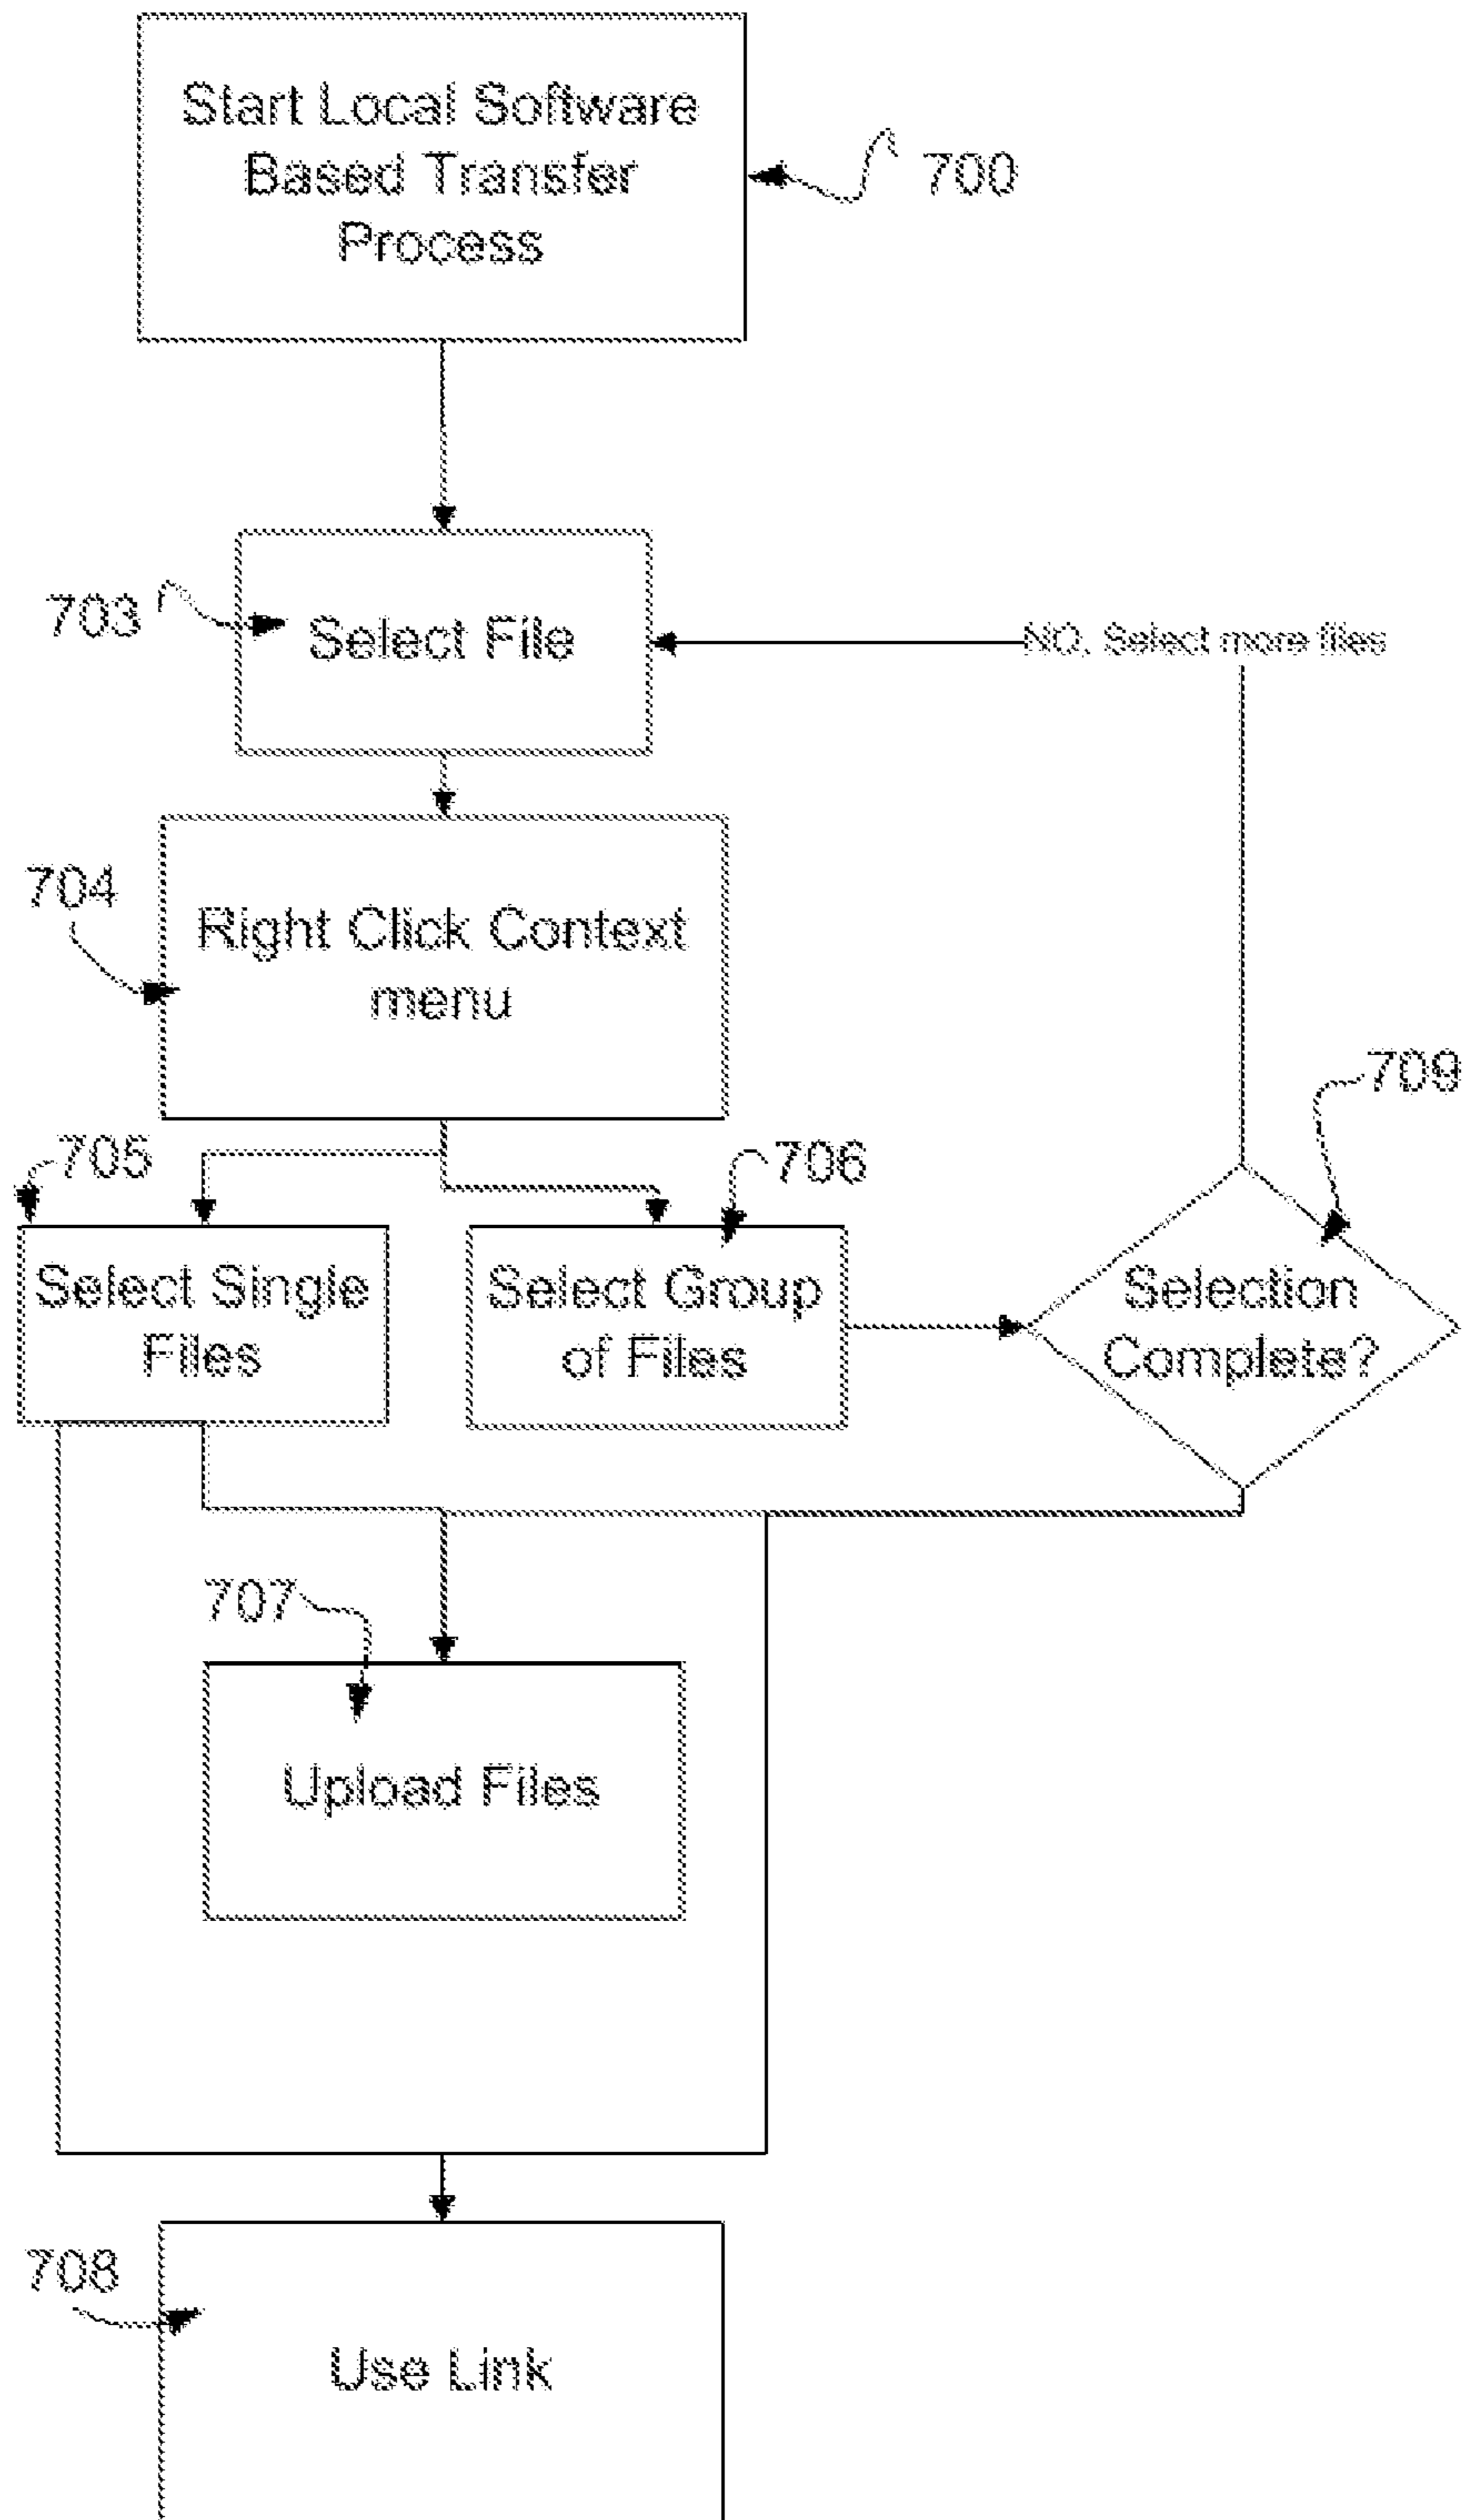 Start Local Software
Based Transfer
Process
700
703
Select File
NO, Select more files
704
Right Click Context
menu
709
705
706
Select Single
Files
Select Group
of Files
Selection
Complete?
707
Upload Files
708
Use Link